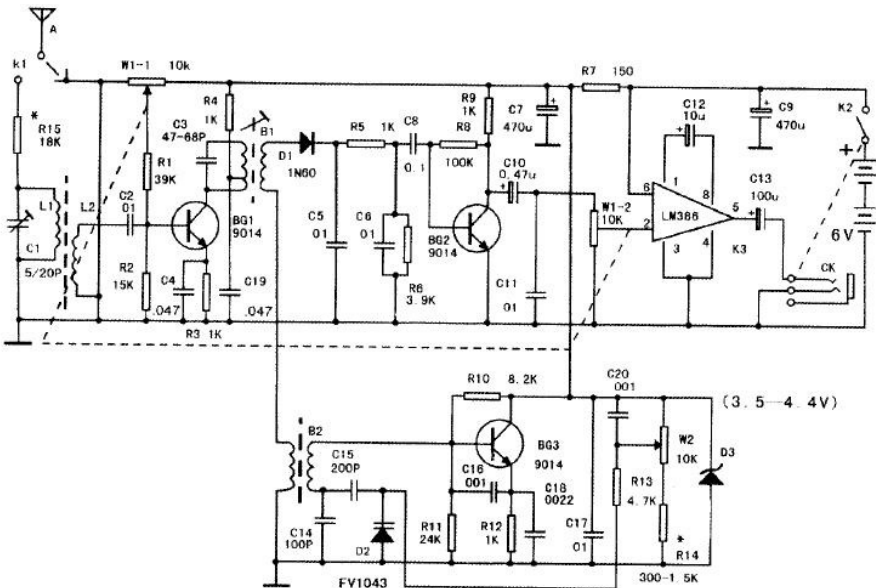 A
k1
W1-1 10k
* R15 18K
L1
L2
C1
5/20P
C2 01
R1 39K
R2 15K
C3 47-68P
C4 .047
R3 1K
BG1 9014
R4 1K
B1
C19 .047
D1 1N60
R5 1K
C5 01
C6 01
R6 3.9K
C8 0.1
R8 100K
R9 1K
BG2 9014
C7 470u
+
C10 0.47u
+
C11 01
W1-2 10K
R7 150
C12 10u
+
6
1
8
2
3
4
5
LM386
C13 100u
+
K3
C9 470u
+
K2
+
6V
CK
B2
C14 100P
C15 200P
D2
FV1043
R10 8.2K
BG3 9014
C16 001
C18 0022
R11 24K
R12 1K
C17 01
C20 001
W2 10K
R13 4.7K
* R14
300-1.5K
D3
(3.5—4.4V)